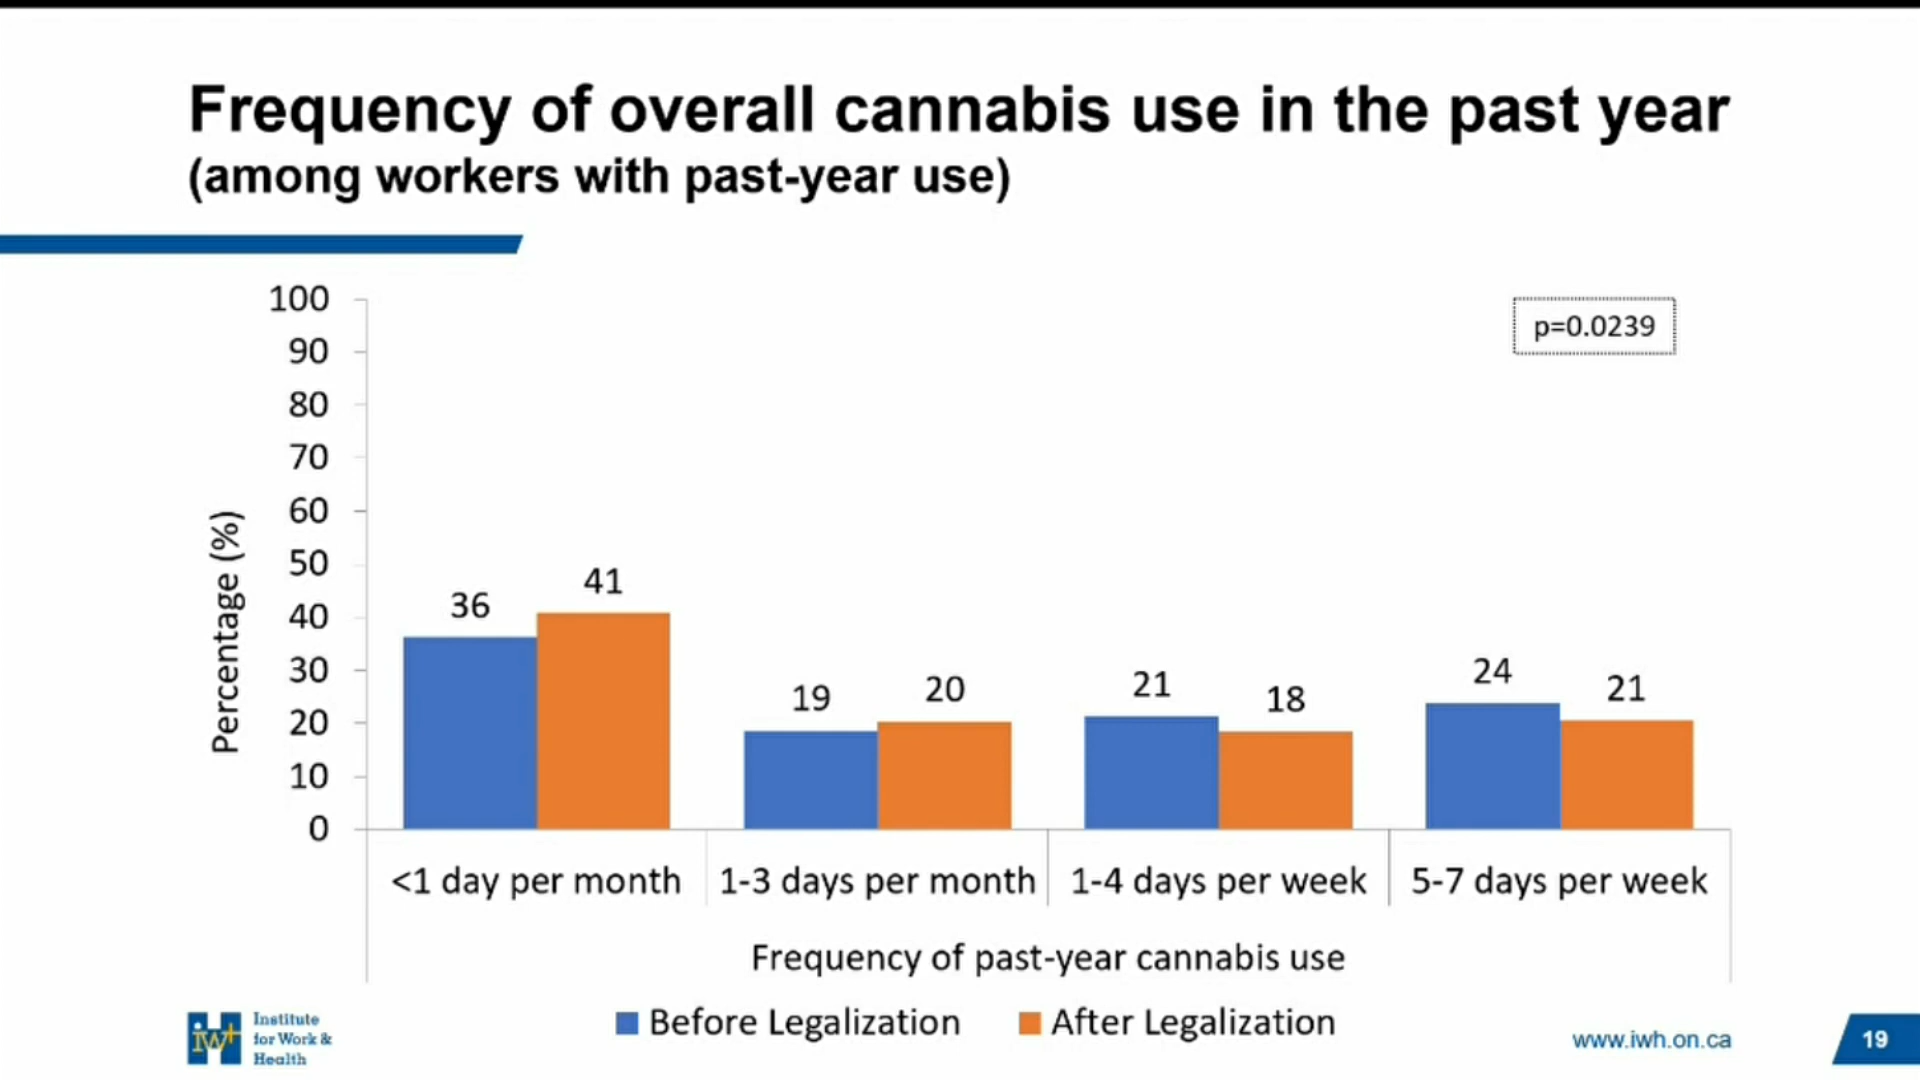 Frequency of overall cannabis use in the past year
(among workers with past-year use)
100
90
80
70
60
50
40
30
20
10
0
Percentage (%)
p=0.0239
36
41
19
20
21
18
24
21
<1 day per month
1-3 days per month
1-4 days per week
5-7 days per week
Frequency of past-year cannabis use
Before Legalization
After Legalization
iwh
Institute
for Work &
Health
www.iwh.on.ca
19